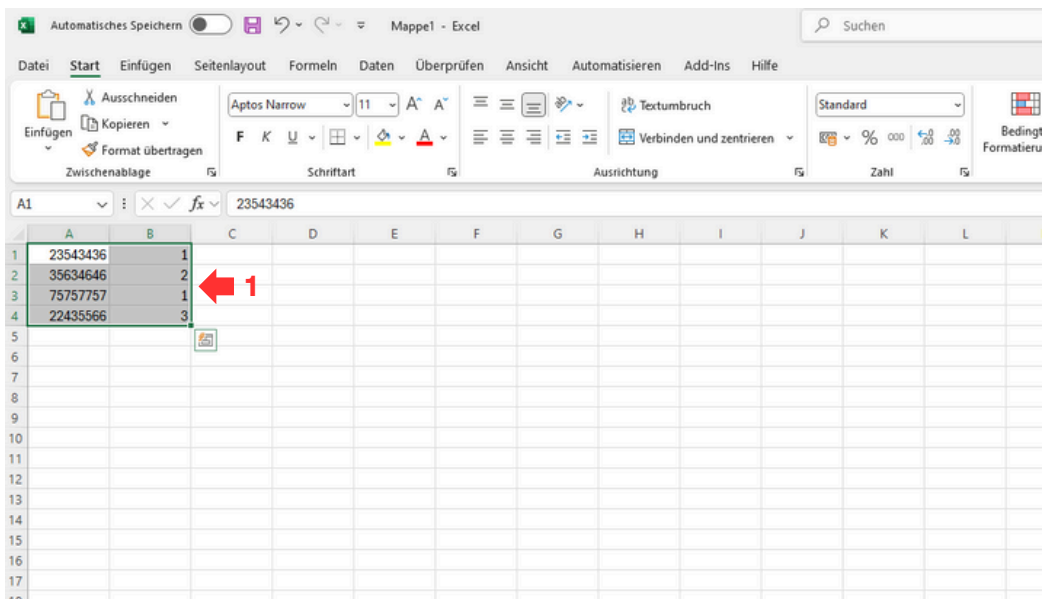 Automatisches Speichern Mappe1 - Excel Suchen
Datei Start Einfügen Seitenlayout Formeln Daten Überprüfen Ansicht Automatisieren Add-Ins Hilfe
Einfügen
Ausschneiden
Kopieren
Format übertragen
Zwischenablage
Aptos Narrow 11 A A
F K U A
Schriftart
Textumbruch
Verbinden und zentrieren
Ausrichtung
Standard
% 000 ,00 ,00
Zahl
Bedingt
Formatieru
A1 fx 23543436
A B C D E F G H I J K L
1 23543436 1
2 35634646 2
3 75757757 1
4 22435566 3
1
5
6
7
8
9
10
11
12
13
14
15
16
17